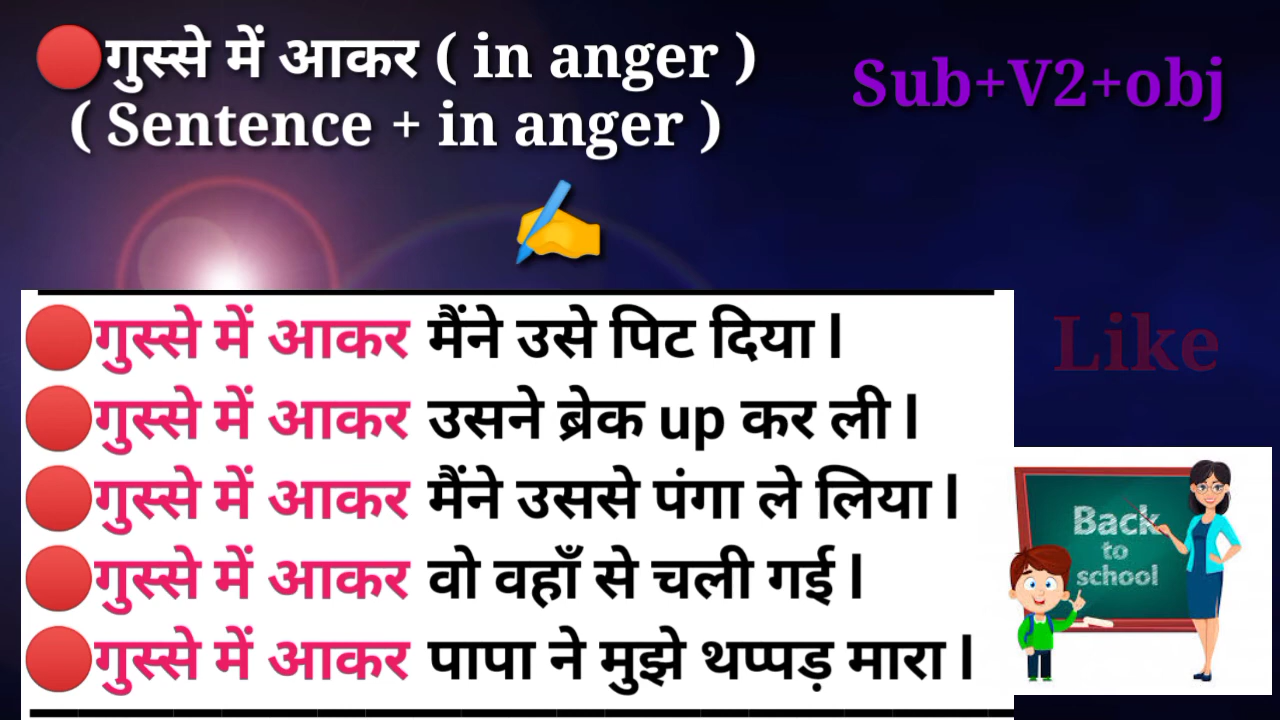 गुस्से में आकर ( in anger )
( Sentence + in anger )
Sub+V2+obj
गुस्से में आकर मैंने उसे पिट दिया l
गुस्से में आकर उसने ब्रेक up कर ली l
गुस्से में आकर मैंने उससे पंगा ले लिया l
गुस्से में आकर वो वहाँ से चली गई l
गुस्से में आकर पापा ने मुझे थप्पड़ मारा l
Like
Back
to
school